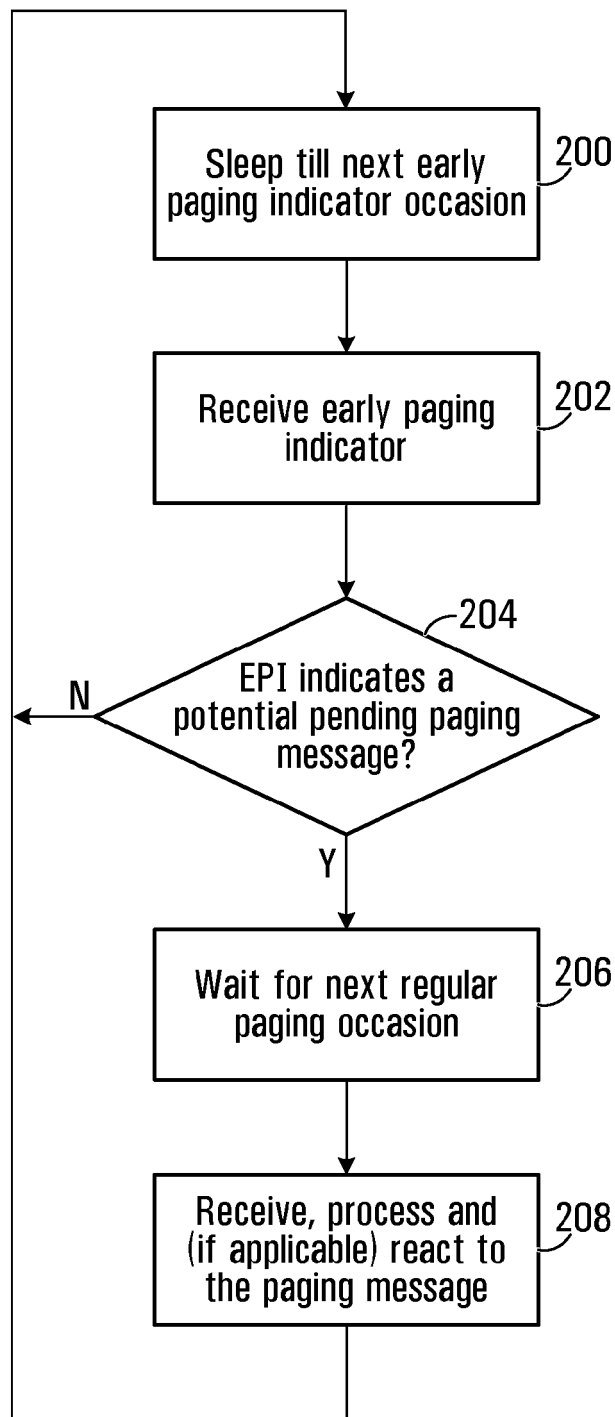 Sleep till next early
paging indicator occasion
200
Receive early paging
indicator
202
204
EPI indicates a
potential pending paging
message?
N
Y
Wait for next regular
paging occasion
206
Receive, process and
(if applicable) react to
the paging message
208